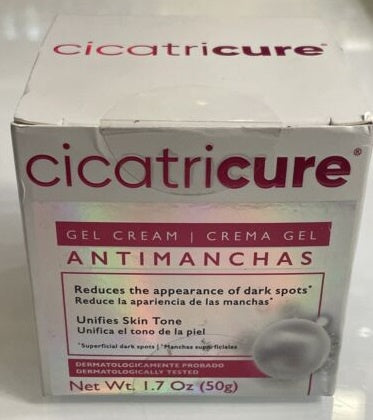 cicatricure
cicatricure®
GEL CREAM | CREMA GEL
ANTIMANCHAS
Reduces the appearance of dark spots*
Reduce la apariencia de las manchas*
Unifies Skin Tone
Unifica el tono de la piel
*Superficial dark spots | *Manchas superficiales
DERMATOLÓGICAMENTE PROBADO
DERMATOLOGICALLY TESTED
Net Wt. 1.7 Oz (50g)